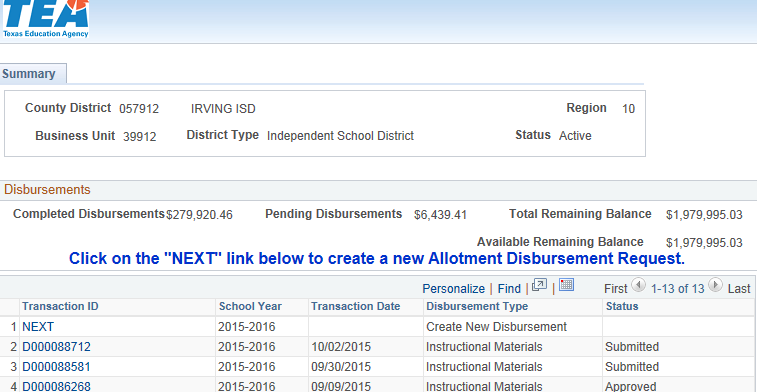 TEA
Texas Education Agency
Summary
County District 057912 IRVING ISD Region 10
Business Unit 39912 District Type Independent School District Status Active
Disbursements
Completed Disbursements $279,920.46 Pending Disbursements $6,439.41 Total Remaining Balance $1,979,995.03
Available Remaining Balance $1,979,995.03
Click on the "NEXT" link below to create a new Allotment Disbursement Request.
Personalize | Find | | First 1-13 of 13 Last
Transaction ID School Year Transaction Date Disbursement Type Status
1 NEXT 2015-2016 Create New Disbursement
2 D000088712 2015-2016 10/02/2015 Instructional Materials Submitted
3 D000088581 2015-2016 09/30/2015 Instructional Materials Submitted
4 D000086268 2015-2016 09/09/2015 Instructional Materials Approved